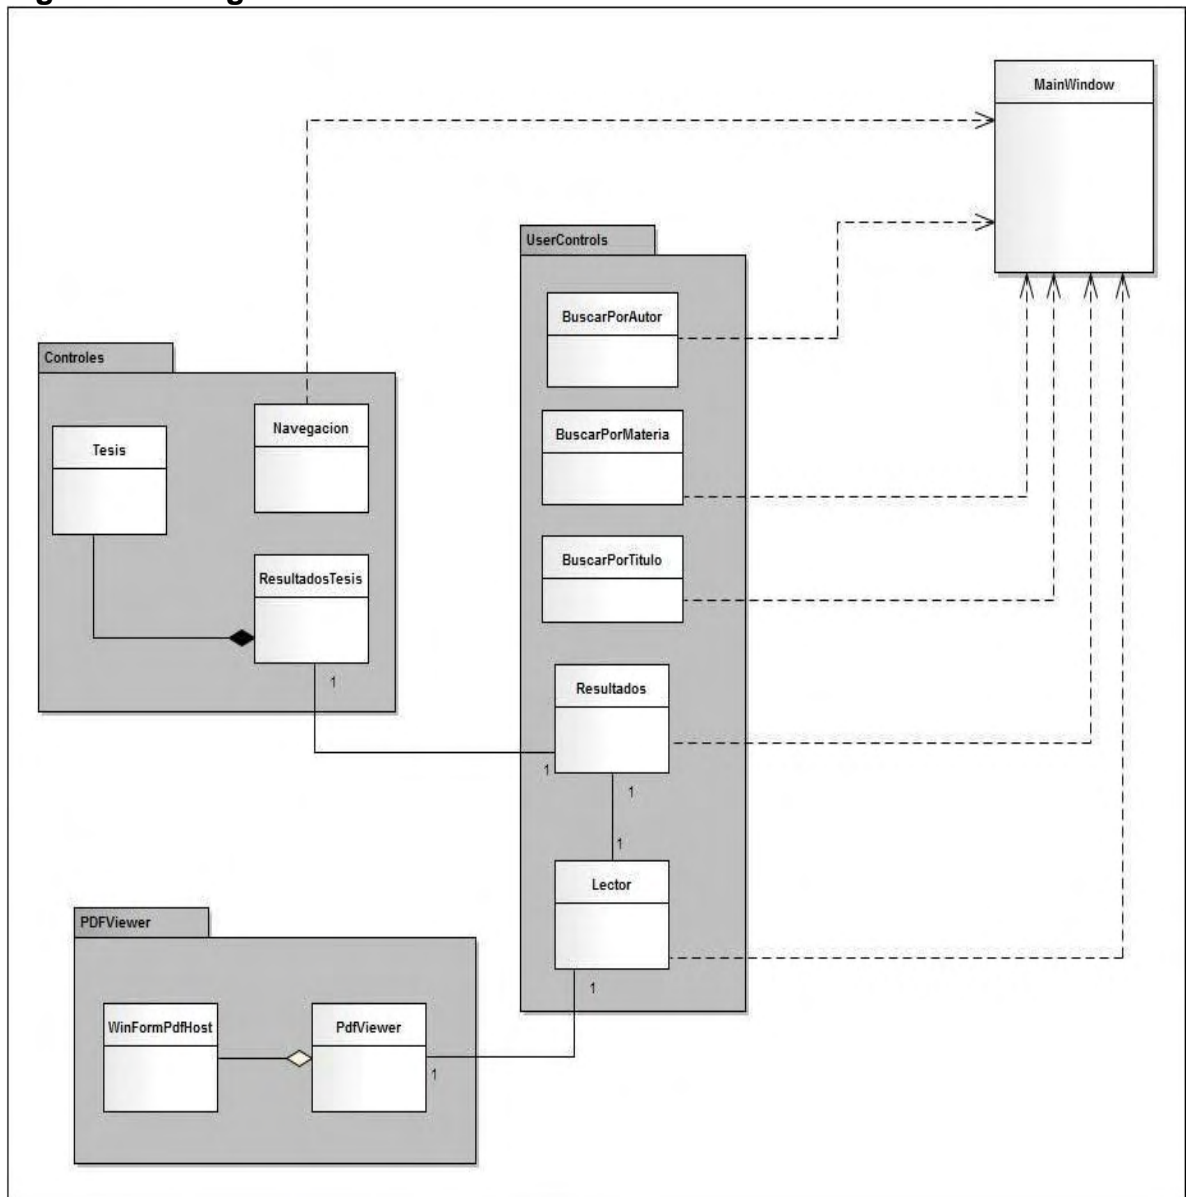 MainWindow
UserControls
BuscarPorAutor
Controles
BuscarPorMateria
Navegacion
Tesis
BuscarPorTitulo
ResultadosTesis
1
Resultados
1
1
1
Lector
PDFViewer
1
WinFormPdfHost
PdfViewer
1